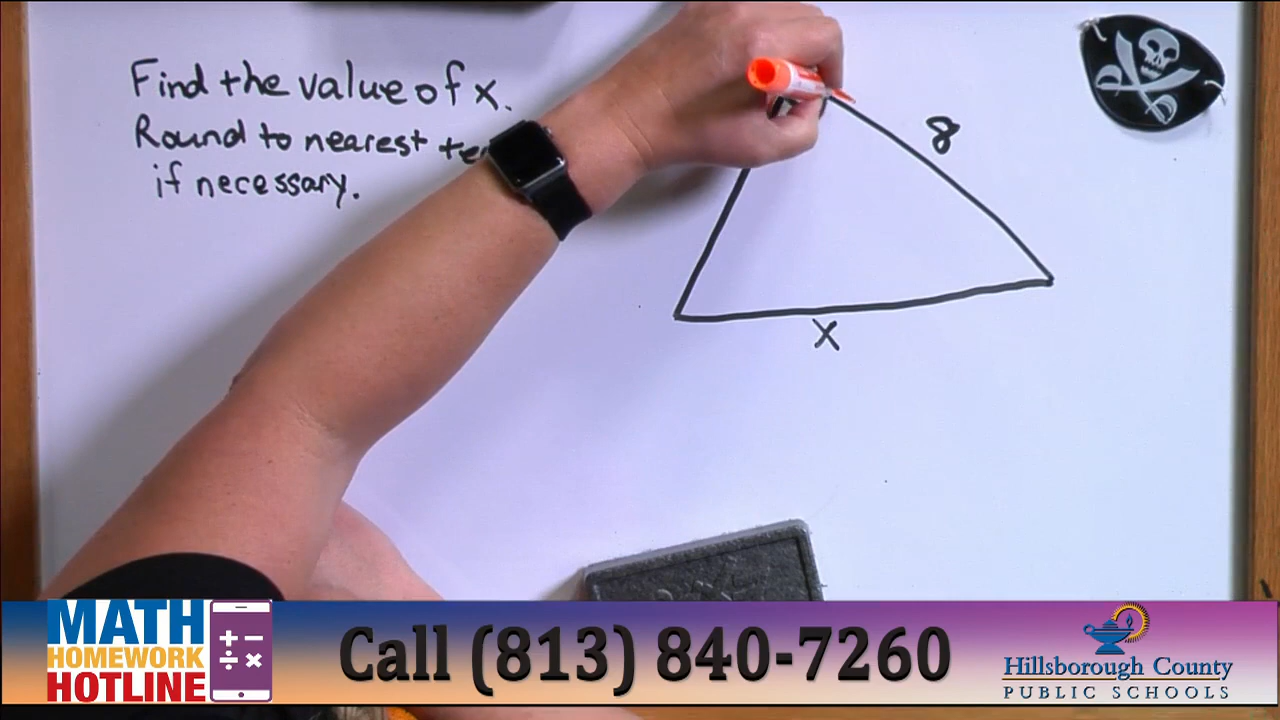 Find the value of x.
Round to nearest
if necessary.
8
x
MATH
HOMEWORK
HOTLINE
Call (813) 840-7260
Hillsborough County
PUBLIC SCHOOLS